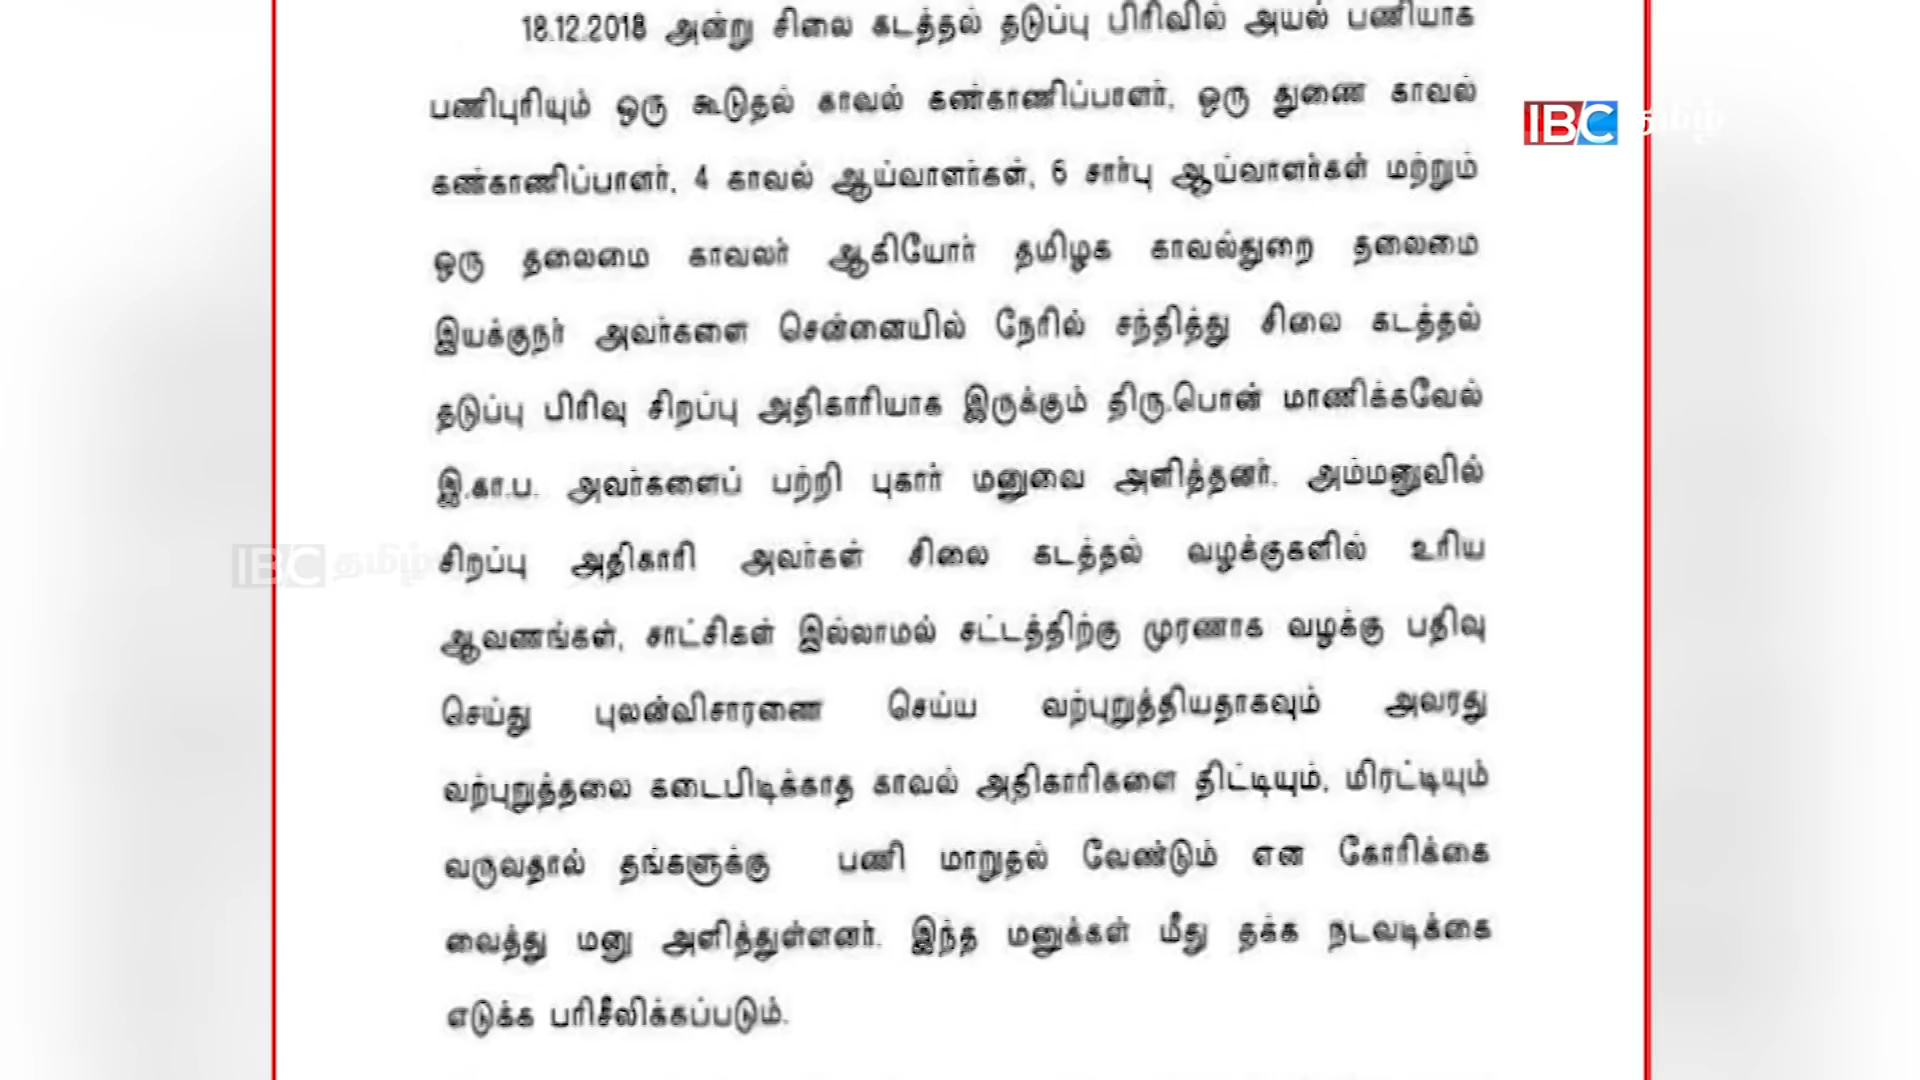 18.12.2018 அன்று சிலை கடத்தல் தடுப்பு பிரிவில் அயல் பணியாக
பணிபுரியும் ஒரு கூடுதல் காவல் கண்காணிப்பாளர், ஒரு துணை காவல்
IBC தமிழ்
கண்காணிப்பாளர், 4 காவல் ஆய்வாளர்கள், 6 சார்பு ஆய்வாளர்கள் மற்றும்
ஒரு தலைமை காவலர் ஆகியோர் தமிழக காவல்துறை தலைமை
இயக்குநர் அவர்களை சென்னையில் நேரில் சந்தித்து சிலை கடத்தல்
தடுப்பு பிரிவு சிறப்பு அதிகாரியாக இருக்கும் திரு.பொன் மாணிக்கவேல்
இ.கா.ப. அவர்களைப் பற்றி புகார் மனுவை அளித்தனர். அம்மனுவில்
சிறப்பு அதிகாரி அவர்கள் சிலை கடத்தல் வழக்குகளில் உரிய
IBC தமிழ்
ஆவணங்கள், சாட்சிகள் இல்லாமல் சட்டத்திற்கு முரணாக வழக்கு பதிவு
செய்து புலன்விசாரணை செய்ய வற்புறுத்தியதாகவும் அவரது
வற்புறுத்தலை கடைபிடிக்காத காவல் அதிகாரிகளை திட்டியும், மிரட்டியும்
வருவதால் தங்களுக்கு பணி மாறுதல் வேண்டும் என கோரிக்கை
வைத்து மனு அளித்துள்ளனர். இந்த மனுக்கள் மீது தக்க நடவடிக்கை
எடுக்க பரிசீலிக்கப்படும்.